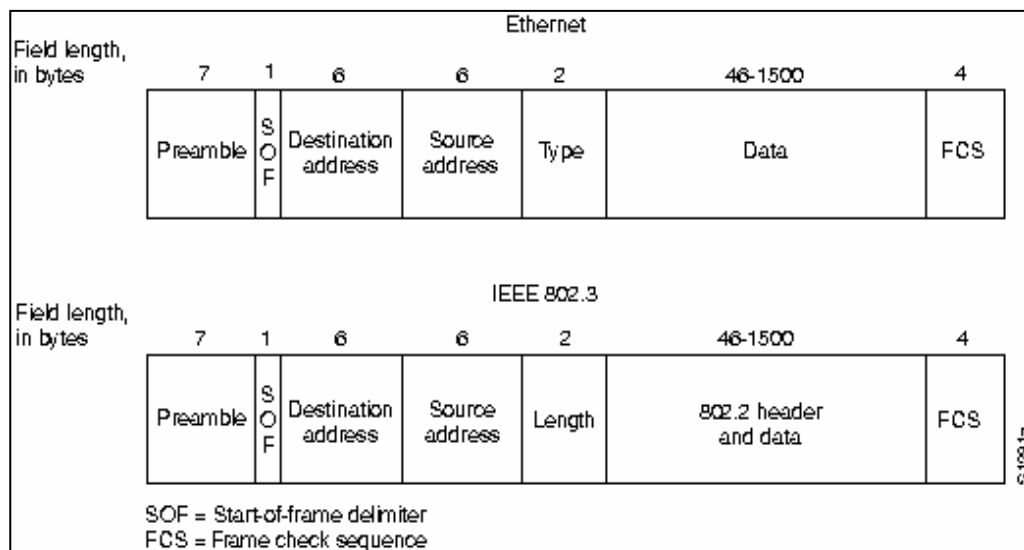 Ethernet
Field length,
in bytes
7 1 6 6 2 46-1500 4
Preamble
S
O
F
Destination
address
Source
address
Type
Data
FCS
IEEE 802.3
Field length,
in bytes
7 1 6 6 2 46-1500 4
Preamble
S
O
F
Destination
address
Source
address
Length
802.2 header
and data
FCS
SOF = Start-of-frame delimiter
FCS = Frame check sequence